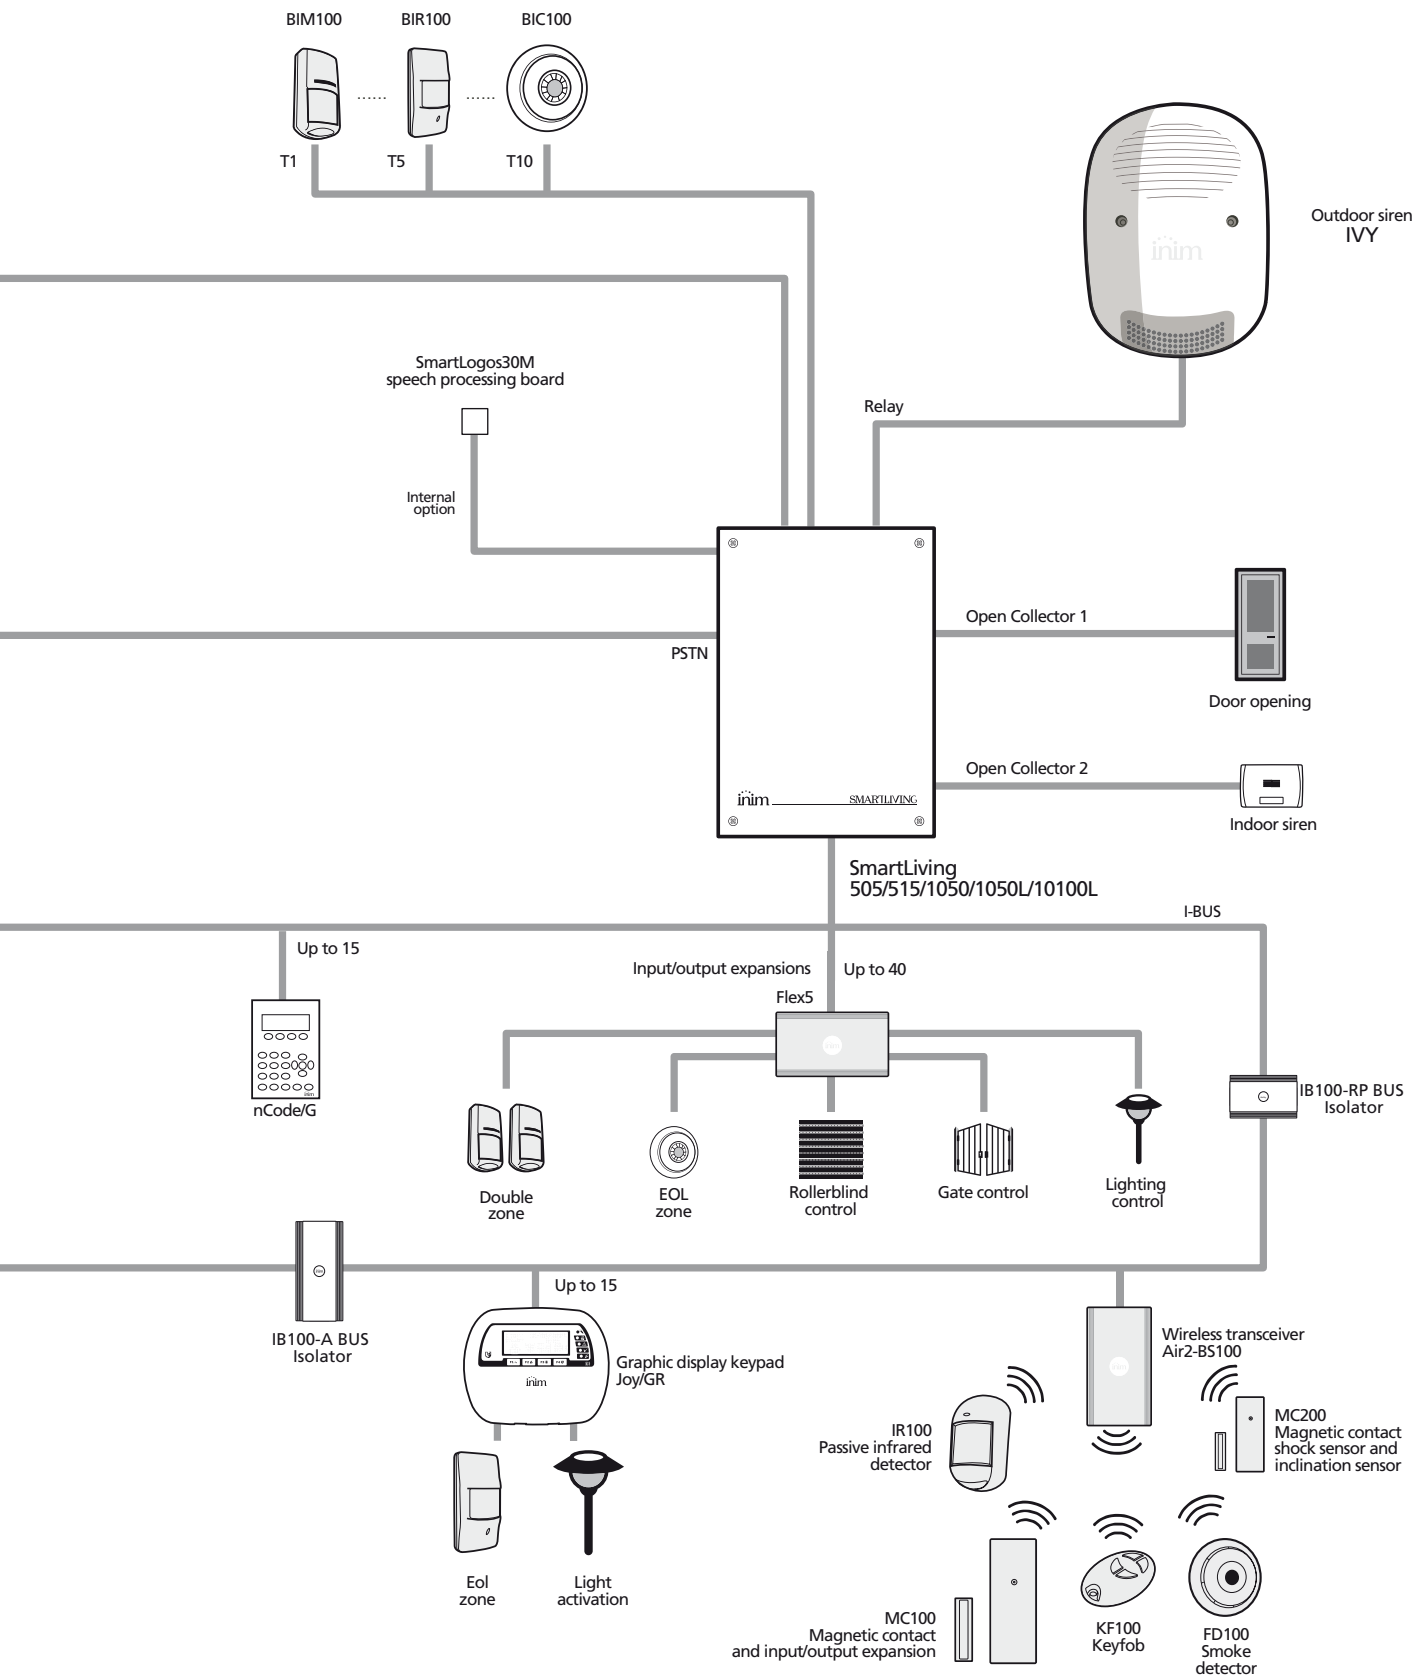 BIM100
BIR100
BIC100
T1
T5
T10
Outdoor siren
IVY
inim
SmartLogos30M
speech processing board
Relay
Internal
option
Open Collector 1
PSTN
Door opening
Open Collector 2
inim
SMARTLIVING
Indoor siren
SmartLiving
505/515/1050/1050L/10100L
I-BUS
Up to 15
Input/output expansions
Up to 40
Flex5
nCode/G
IB100-RP BUS
Isolator
Double
zone
EOL
zone
Rollerblind
control
Gate control
Lighting
control
Up to 15
IB100-A BUS
Isolator
Graphic display keypad
Joy/GR
inim
Wireless transceiver
Air2-BS100
IR100
Passive infrared
detector
MC200
Magnetic contact
shock sensor and
inclination sensor
Eol
zone
Light
activation
MC100
Magnetic contact
and input/output expansion
KF100
Keyfob
FD100
Smoke
detector